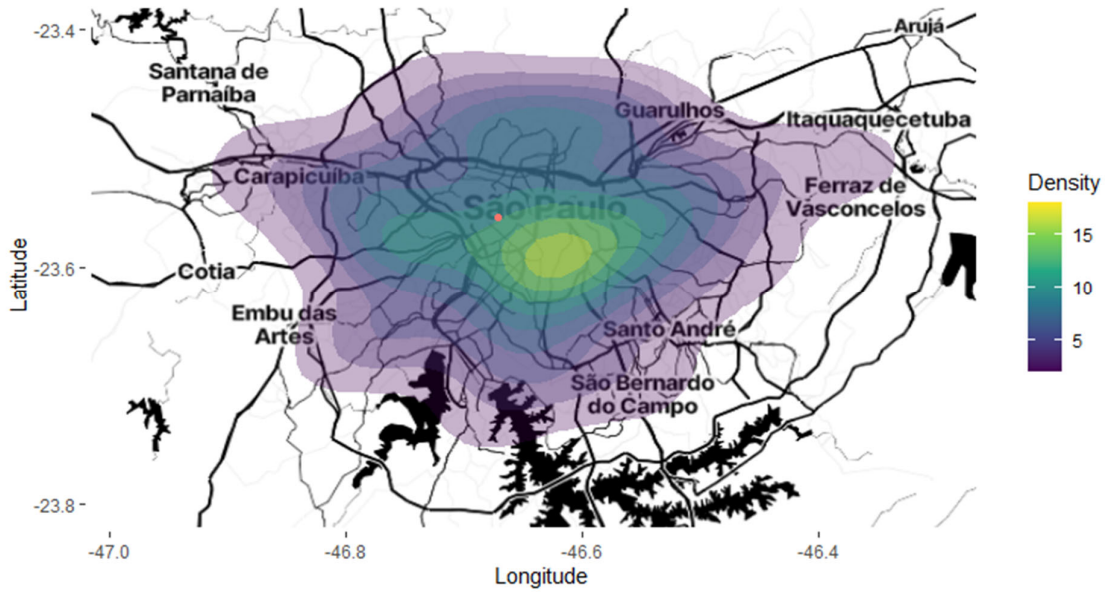 -23.4
-23.6
-23.8
Latitude
Arujá
Santana de
Parnaíba
Guarulhos
Itaquaquecetuba
Carapicuíba
Ferraz de
Vasconcelos
São Paulo
Cotia
Embu das
Artes
Santo André
São Bernardo
do Campo
-47.0
-46.8
-46.6
-46.4
Longitude
Density
15
10
5